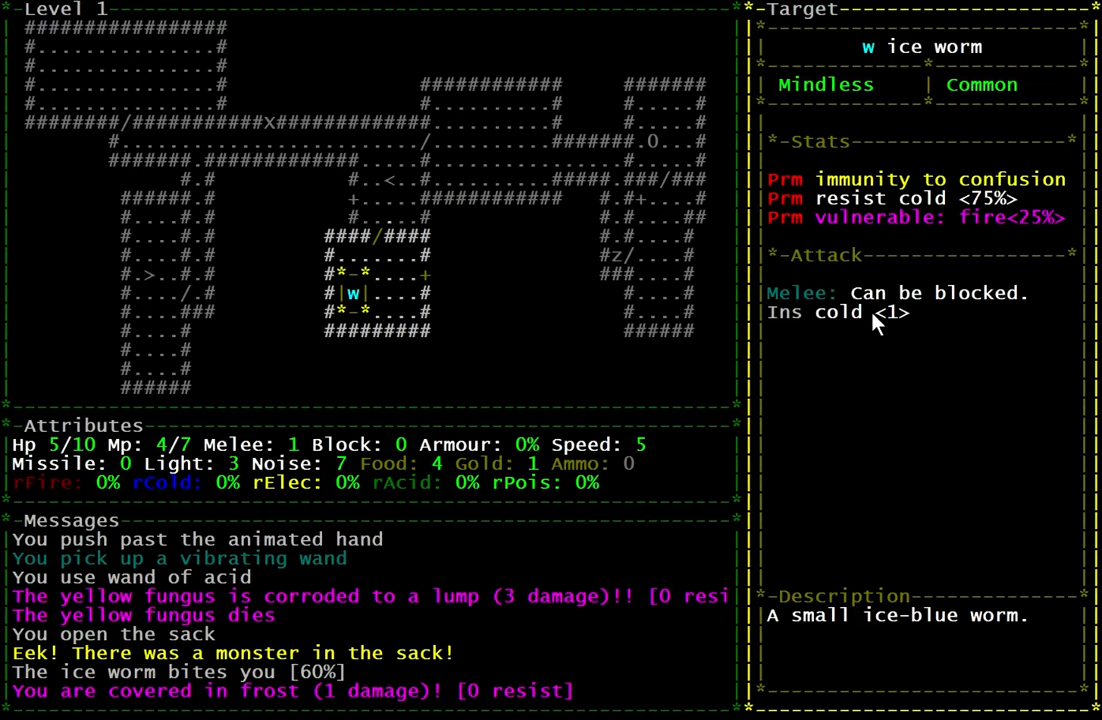 Level 1
Target
w ice worm
Mindless | Common
Stats
Prm immunity to confusion
Prm resist cold <75%>
Prm vulnerable: fire<25%>
Attack
Melee: Can be blocked.
Ins cold <1>
Description
A small ice-blue worm.
Attributes
Hp 5/10 Mp: 4/7 Melee: 1 Block: 0 Armour: 0% Speed: 5
Missile: 0 Light: 3 Noise: 7 Food: 4 Gold: 1 Ammo: 0
rFire: 0% rCold: 0% rElec: 0% rAcid: 0% rPois: 0%
Messages
You push past the animated hand
You pick up a vibrating wand
You use wand of acid
The yellow fungus is corroded to a lump (3 damage)!! [0 resi
The yellow fungus dies
You open the sack
Eek! There was a monster in the sack!
The ice worm bites you [60%]
You are covered in frost (1 damage)! [0 resist]